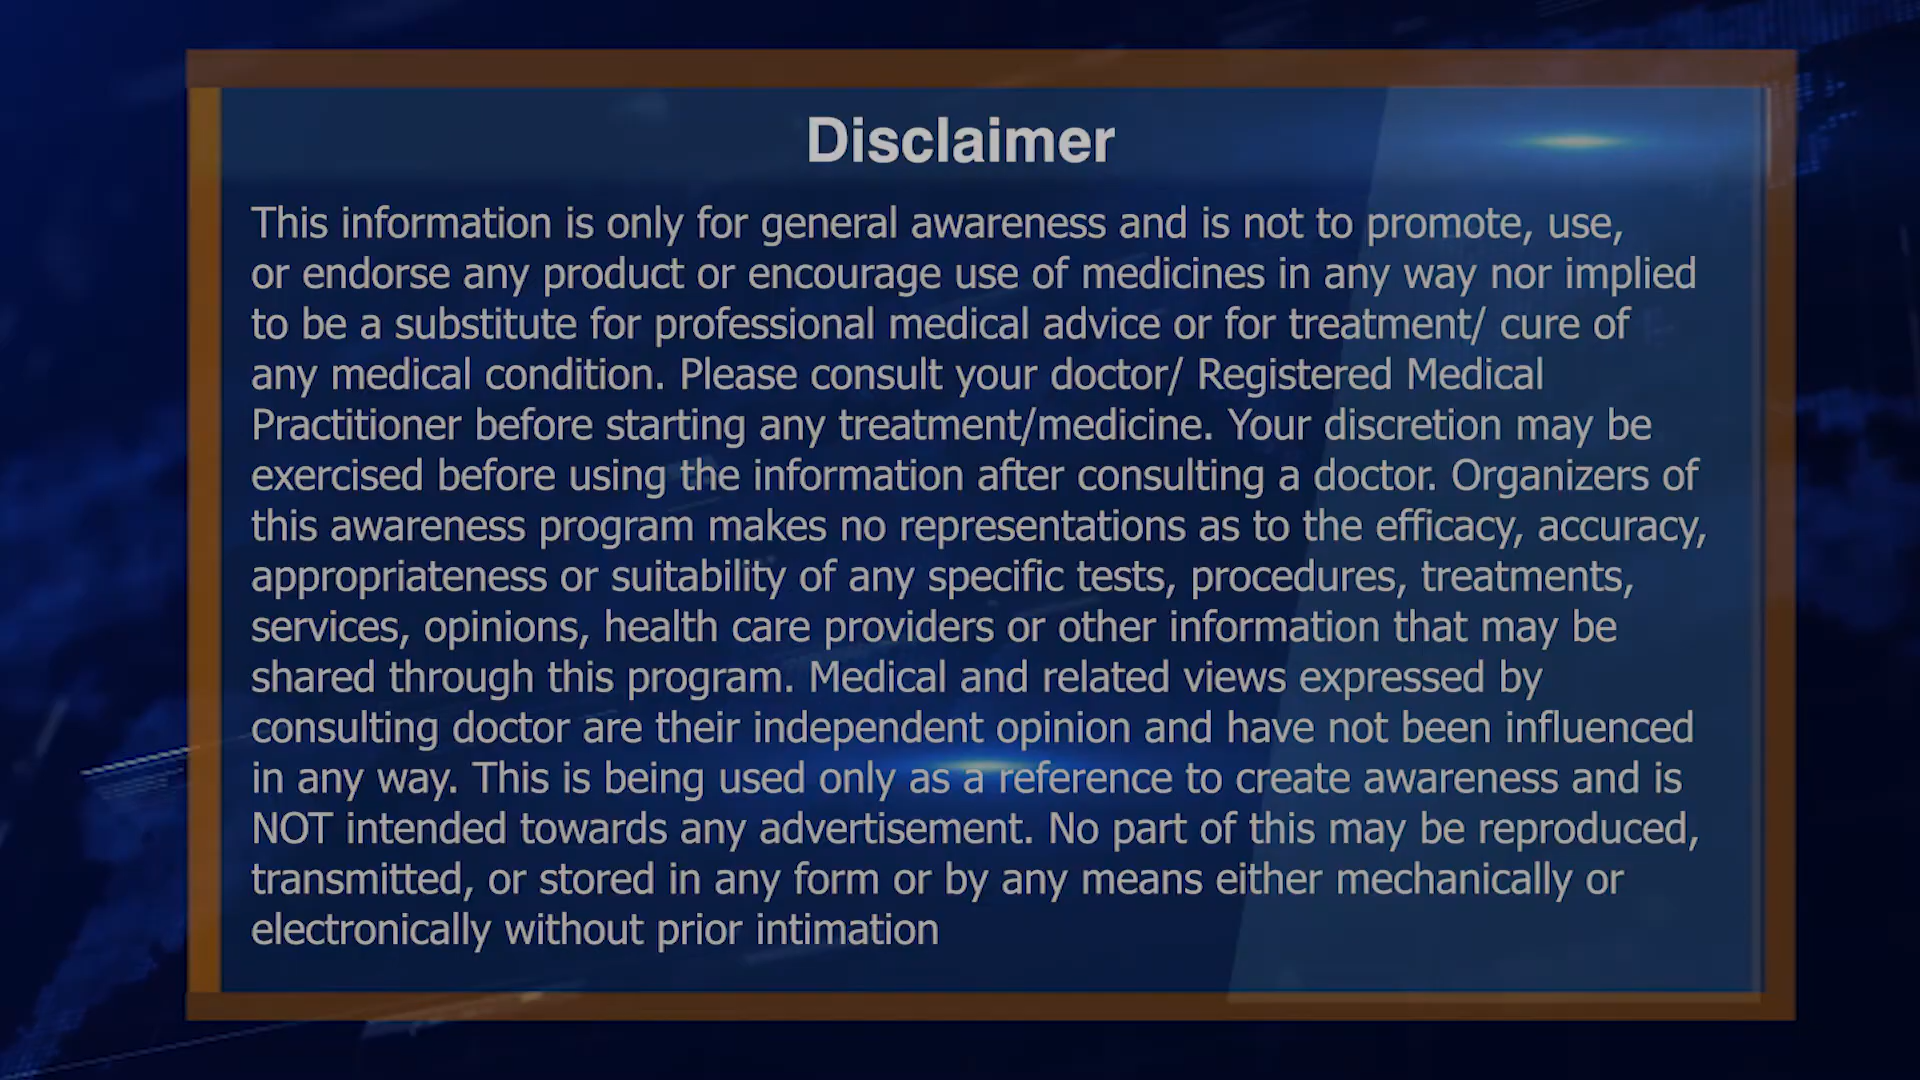 Disclaimer
This information is only for general awareness and is not to promote, use,
or endorse any product or encourage use of medicines in any way nor implied
to be a substitute for professional medical advice or for treatment/ cure of
any medical condition. Please consult your doctor/ Registered Medical
Practitioner before starting any treatment/medicine. Your discretion may be
exercised before using the information after consulting a doctor. Organizers of
this awareness program makes no representations as to the efficacy, accuracy,
appropriateness or suitability of any specific tests, procedures, treatments,
services, opinions, health care providers or other information that may be
shared through this program. Medical and related views expressed by
consulting doctor are their independent opinion and have not been influenced
in any way. This is being used only as a reference to create awareness and is
NOT intended towards any advertisement. No part of this may be reproduced,
transmitted, or stored in any form or by any means either mechanically or
electronically without prior intimation